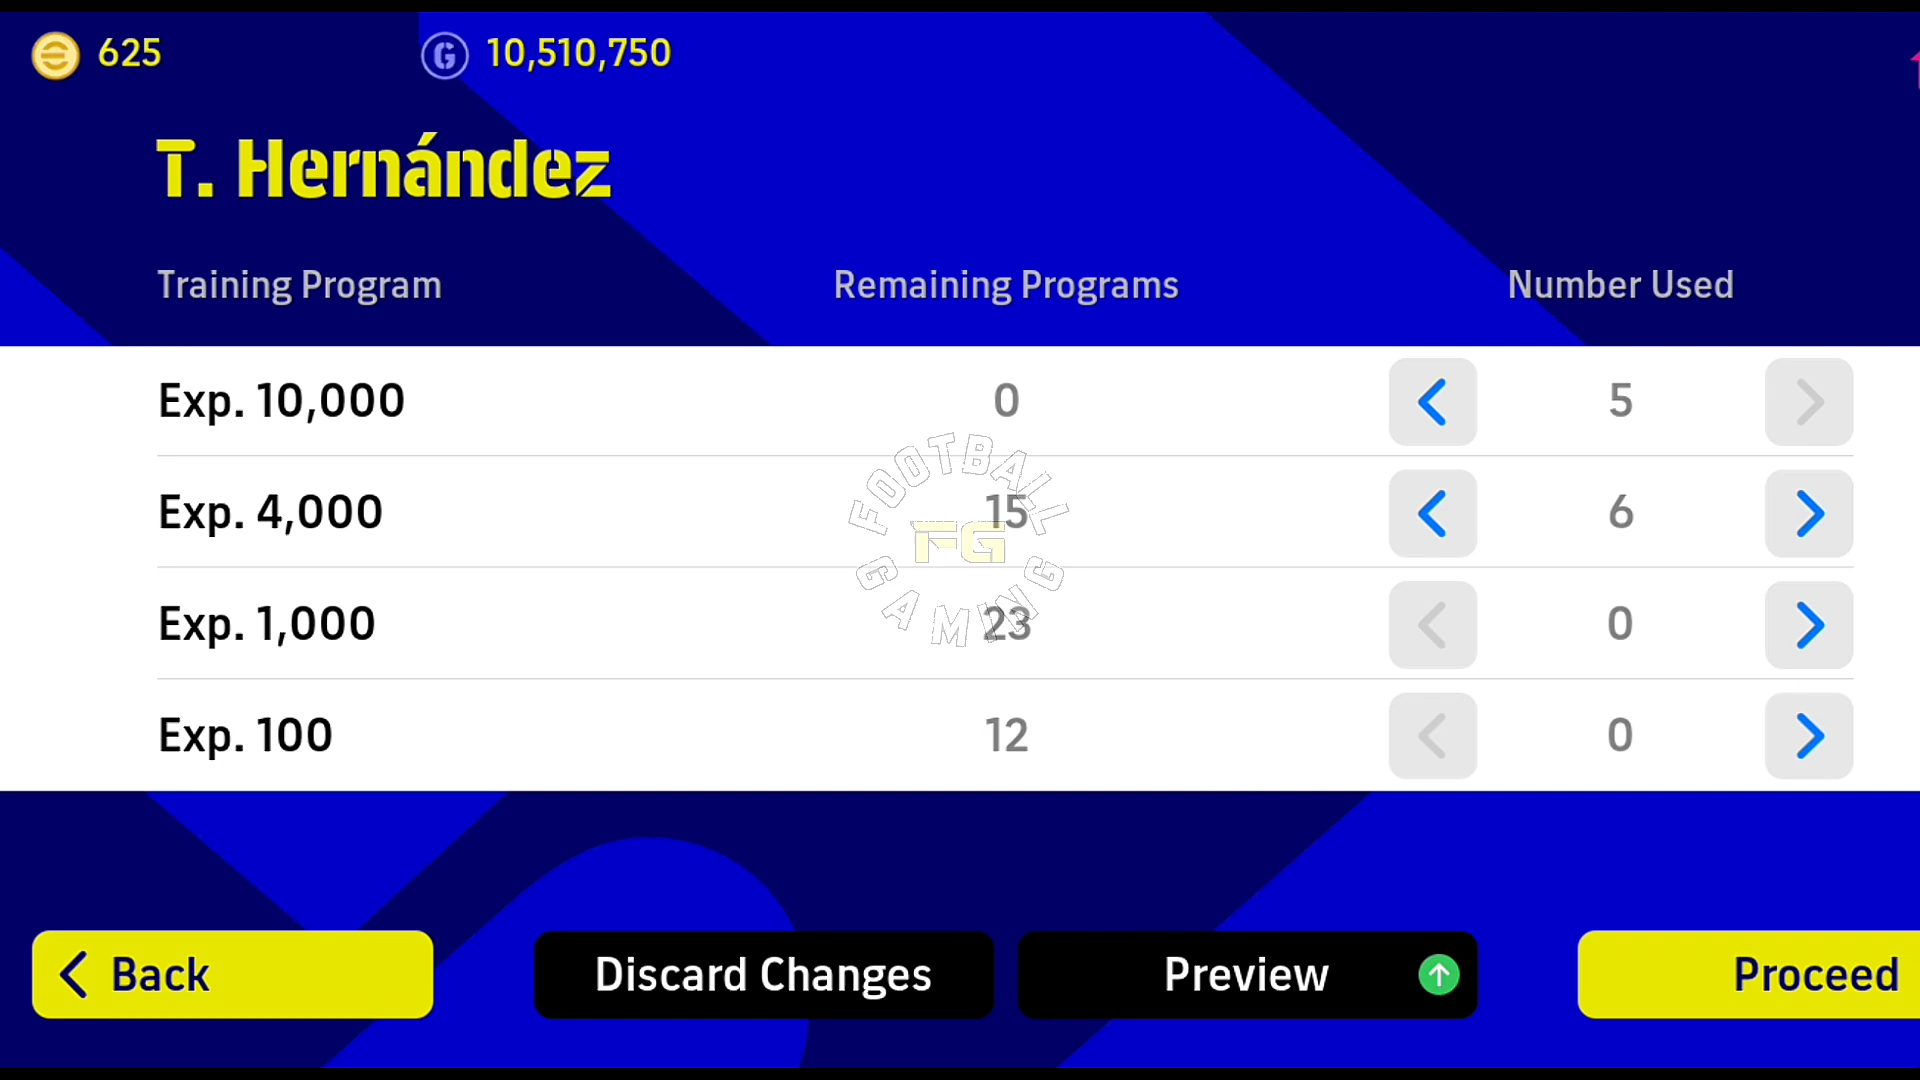 625
10,510,750
T. Hernández
Training Program Remaining Programs Number Used
Exp. 10,000 0 5
Exp. 4,000 15 6
Exp. 1,000 23 0
Exp. 100 12 0
FOOTBALL
FG
GAMING
Back Discard Changes Preview Proceed